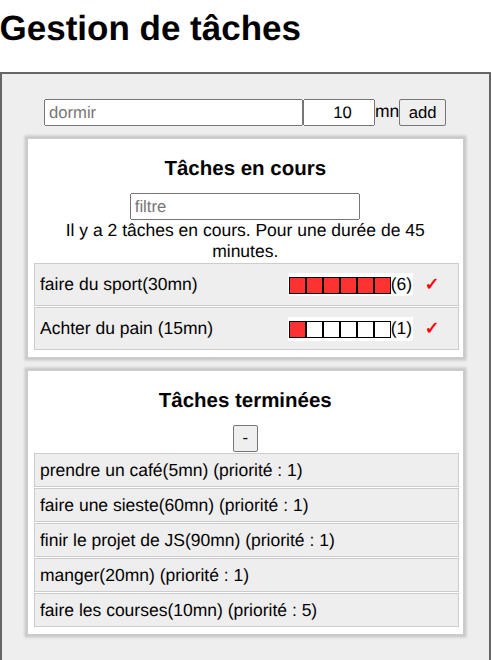 Gestion de tâches
dormir 10 mn add
Tâches en cours
filtre
Il y a 2 tâches en cours. Pour une durée de 45
minutes.
faire du sport(30mn) (6) ✓
Achter du pain (15mn) (1) ✓
Tâches terminées
-
prendre un café(5mn) (priorité : 1)
faire une sieste(60mn) (priorité : 1)
finir le projet de JS(90mn) (priorité : 1)
manger(20mn) (priorité : 1)
faire les courses(10mn) (priorité : 5)